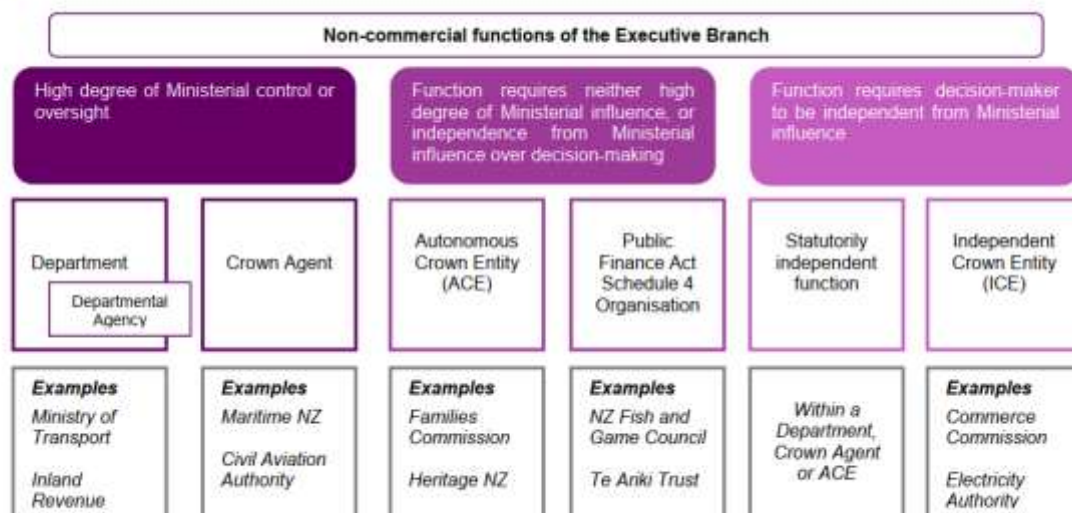 Non-commercial functions of the Executive Branch
High degree of Ministerial control or
oversight
Function requires neither high
degree of Ministerial influence, or
independence from Ministerial
influence over decision-making
Function requires decision-maker
to be independent from Ministerial
influence
Department
Departmental
Agency
Crown Agent
Autonomous
Crown Entity
(ACE)
Public
Finance Act
Schedule 4
Organisation
Statutorily
independent
function
Independent
Crown Entity
(ICE)
Examples
Ministry of
Transport
Inland
Revenue
Examples
Maritime NZ
Civil Aviation
Authority
Examples
Families
Commission
Heritage NZ
Examples
NZ Fish and
Game Council
Te Ariki Trust
Within a
Department,
Crown Agent
or ACE
Examples
Commerce
Commission
Electricity
Authority